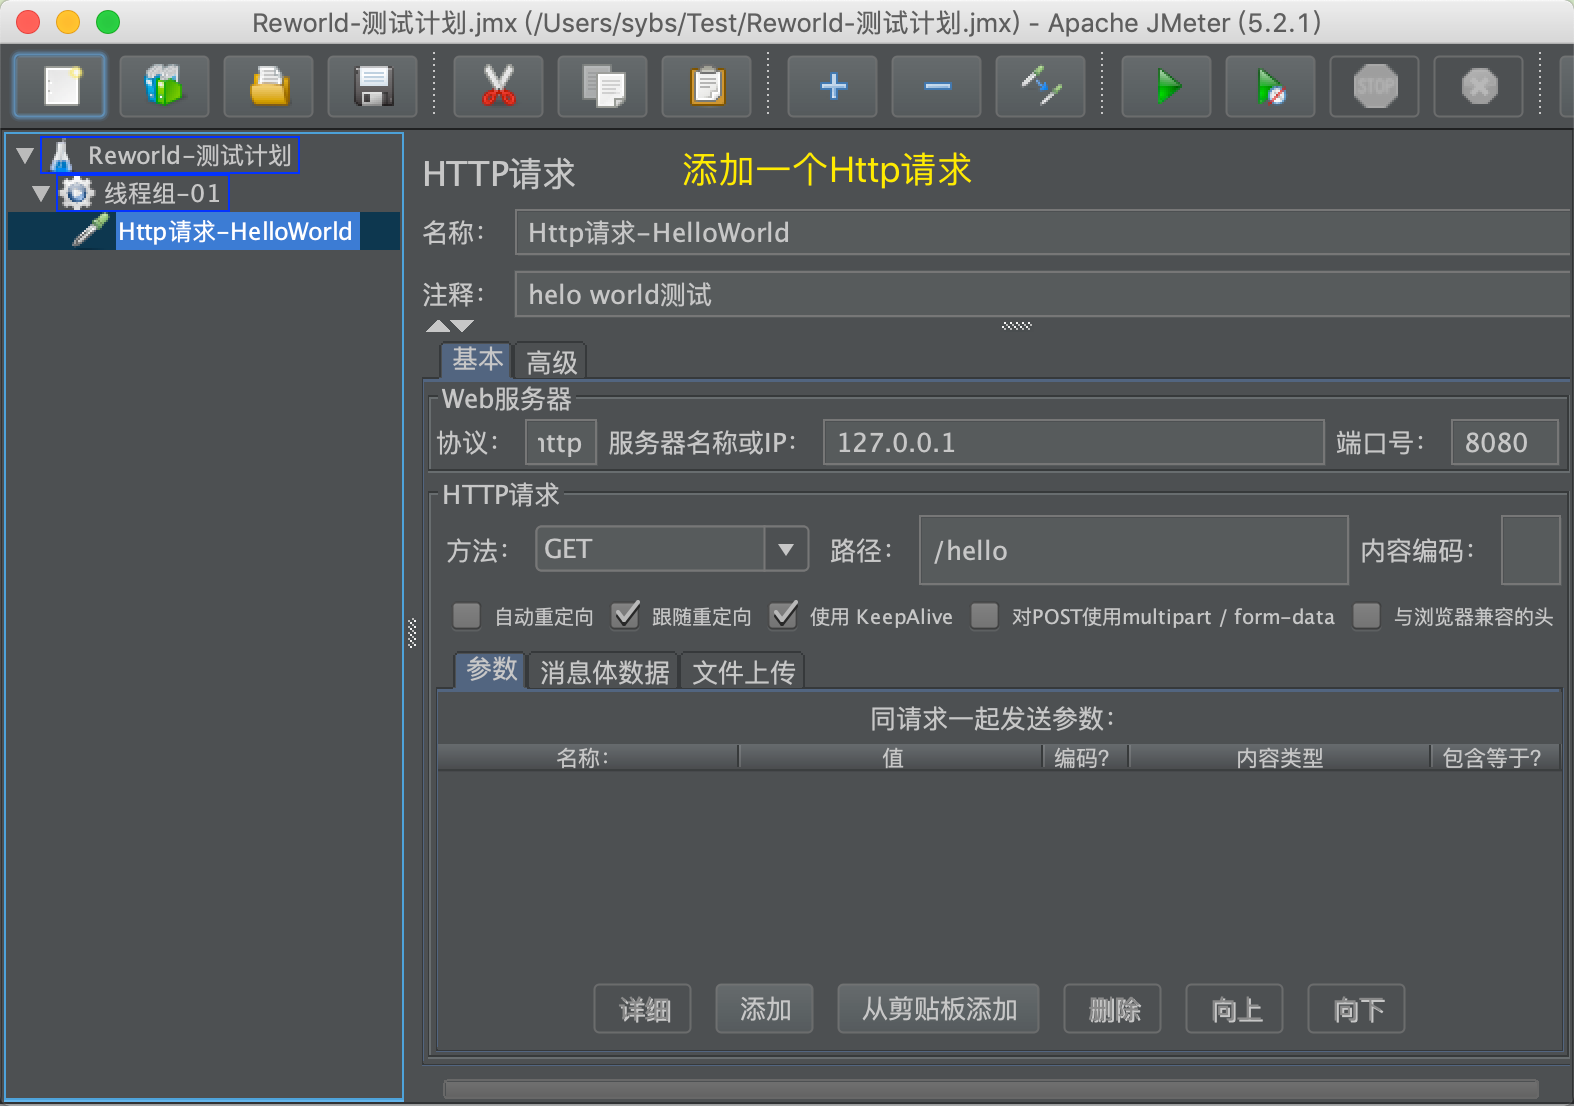 Reworld-测试计划.jmx (/Users/sybs/Test/Reworld-测试计划.jmx) - Apache JMeter (5.2.1)
STOP
Reworld-测试计划
线程组-01
Http请求-HelloWorld
HTTP请求
添加一个Http请求
名称： Http请求-HelloWorld
注释： helo world测试
基本 高级
Web服务器
协议： http 服务器名称或IP： 127.0.0.1 端口号： 8080
HTTP请求
方法： GET 路径： /hello 内容编码：
自动重定向 跟随重定向 使用 KeepAlive 对POST使用multipart / form-data 与浏览器兼容的头
参数 消息体数据 文件上传
同请求一起发送参数：
名称： 值 编码? 内容类型 包含等于?
详细 添加 从剪贴板添加 删除 向上 向下